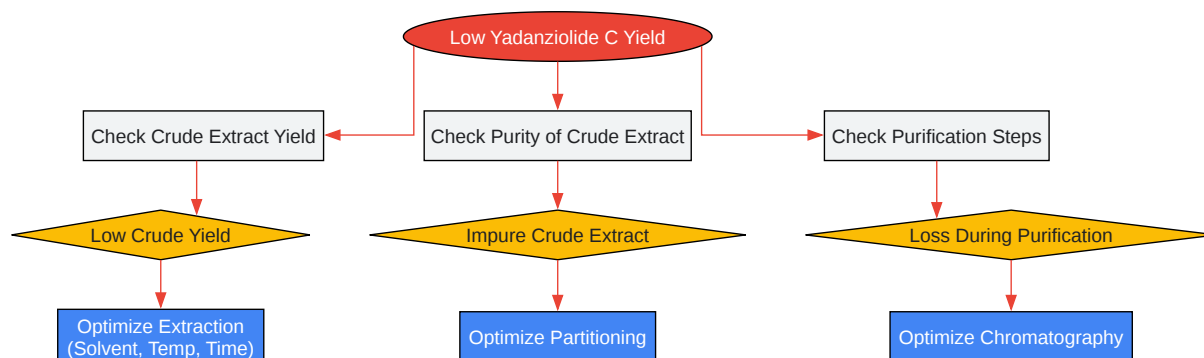 Low Yadanziolide C Yield
Check Crude Extract Yield
Check Purity of Crude Extract
Check Purification Steps
Low Crude Yield
Impure Crude Extract
Loss During Purification
Optimize Extraction
(Solvent, Temp, Time)
Optimize Partitioning
Optimize Chromatography